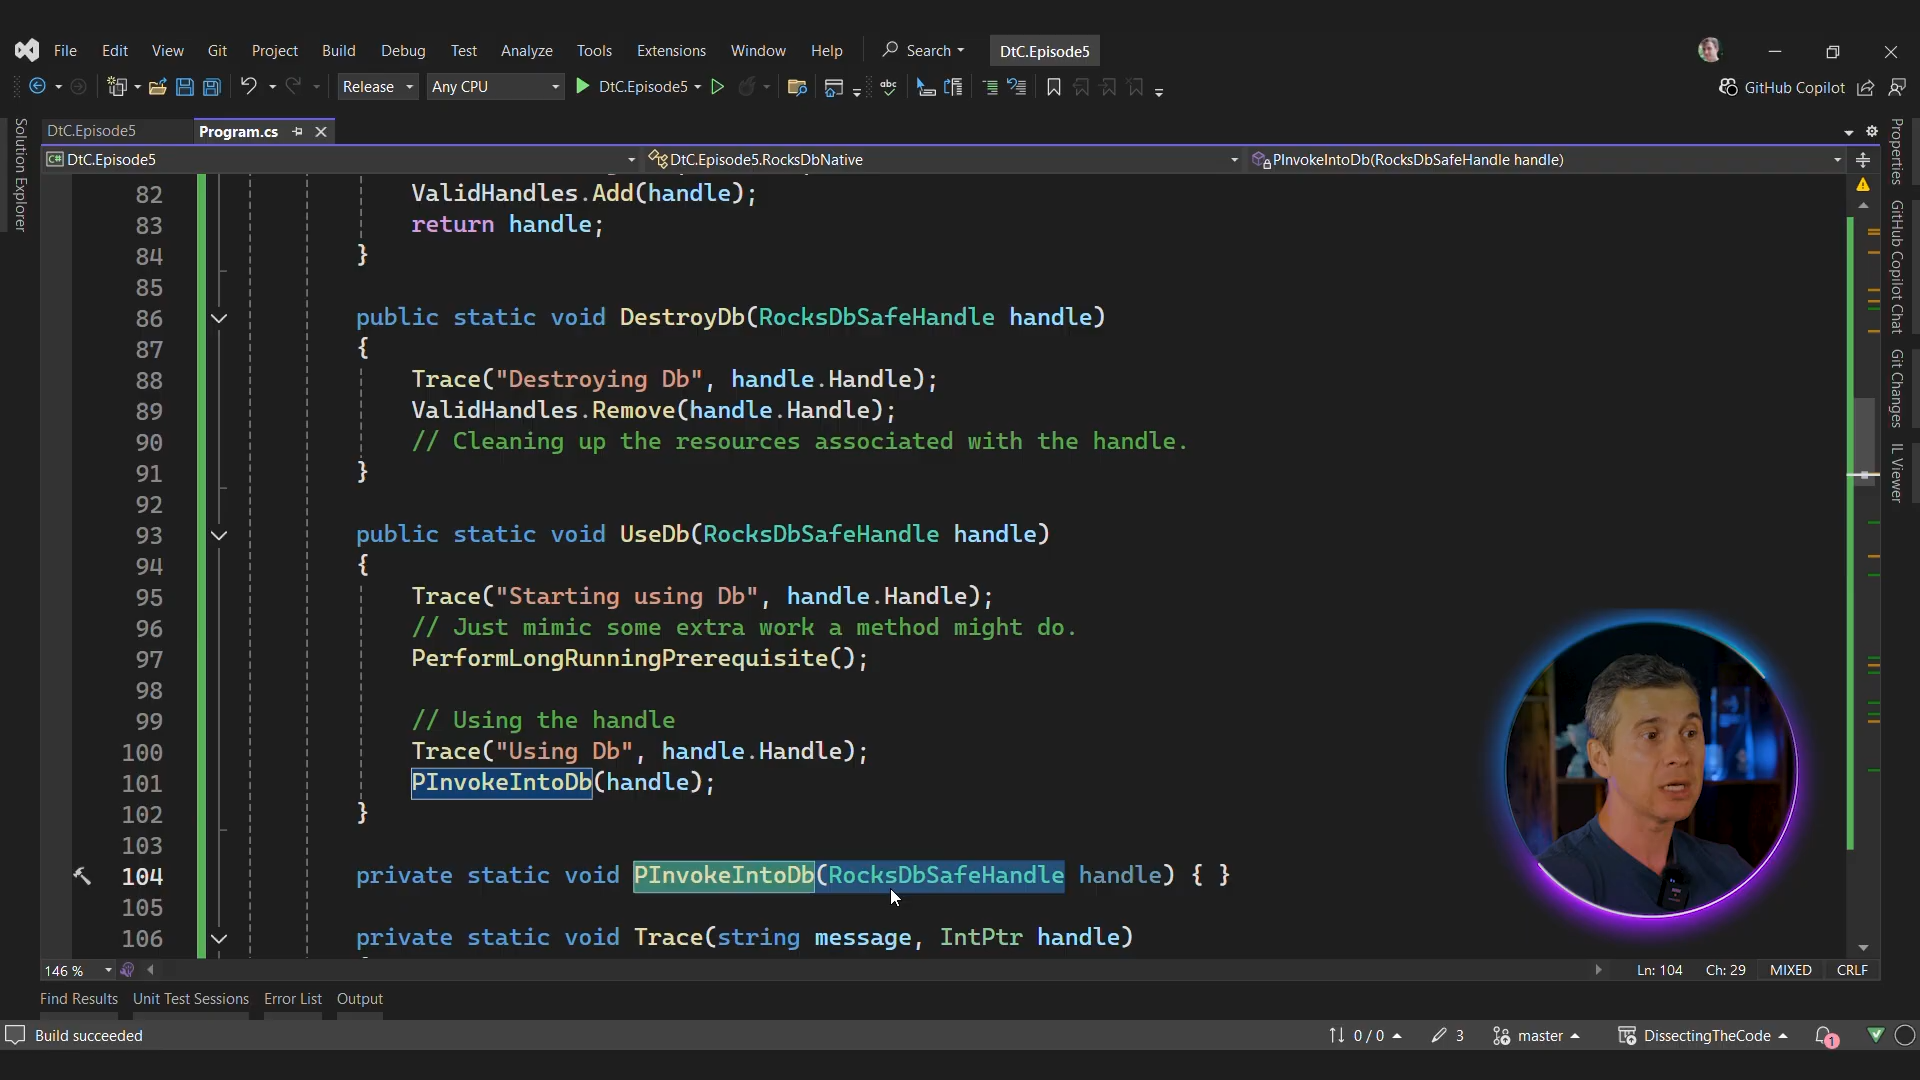 File Edit View Git Project Build Debug Test Analyze Tools Extensions Window Help Search DtC.Episode5
Release Any CPU DtC.Episode5 GitHub Copilot
DtC.Episode5 Program.cs
DtC.Episode5 DtC.Episode5.RocksDbNative PInvokeIntoDb(RocksDbSafeHandle handle)
Solution Explorer
82 ValidHandles.Add(handle);
83 return handle;
84 }
85
86 public static void DestroyDb(RocksDbSafeHandle handle)
87 {
88 Trace("Destroying Db", handle.Handle);
89 ValidHandles.Remove(handle.Handle);
90 // Cleaning up the resources associated with the handle.
91 }
92
93 public static void UseDb(RocksDbSafeHandle handle)
94 {
95 Trace("Starting using Db", handle.Handle);
96 // Just mimic some extra work a method might do.
97 PerformLongRunningPrerequisite();
98
99 // Using the handle
100 Trace("Using Db", handle.Handle);
101 PInvokeIntoDb(handle);
102 }
103
104 private static void PInvokeIntoDb(RocksDbSafeHandle handle) { }
105
106 private static void Trace(string message, IntPtr handle)
Properties
GitHub Copilot Chat
Git Changes
IL Viewer
146 % Ln: 104 Ch: 29 MIXED CRLF
Find Results Unit Test Sessions Error List Output
Build succeeded 0 / 0 3 master DissectingTheCode 1